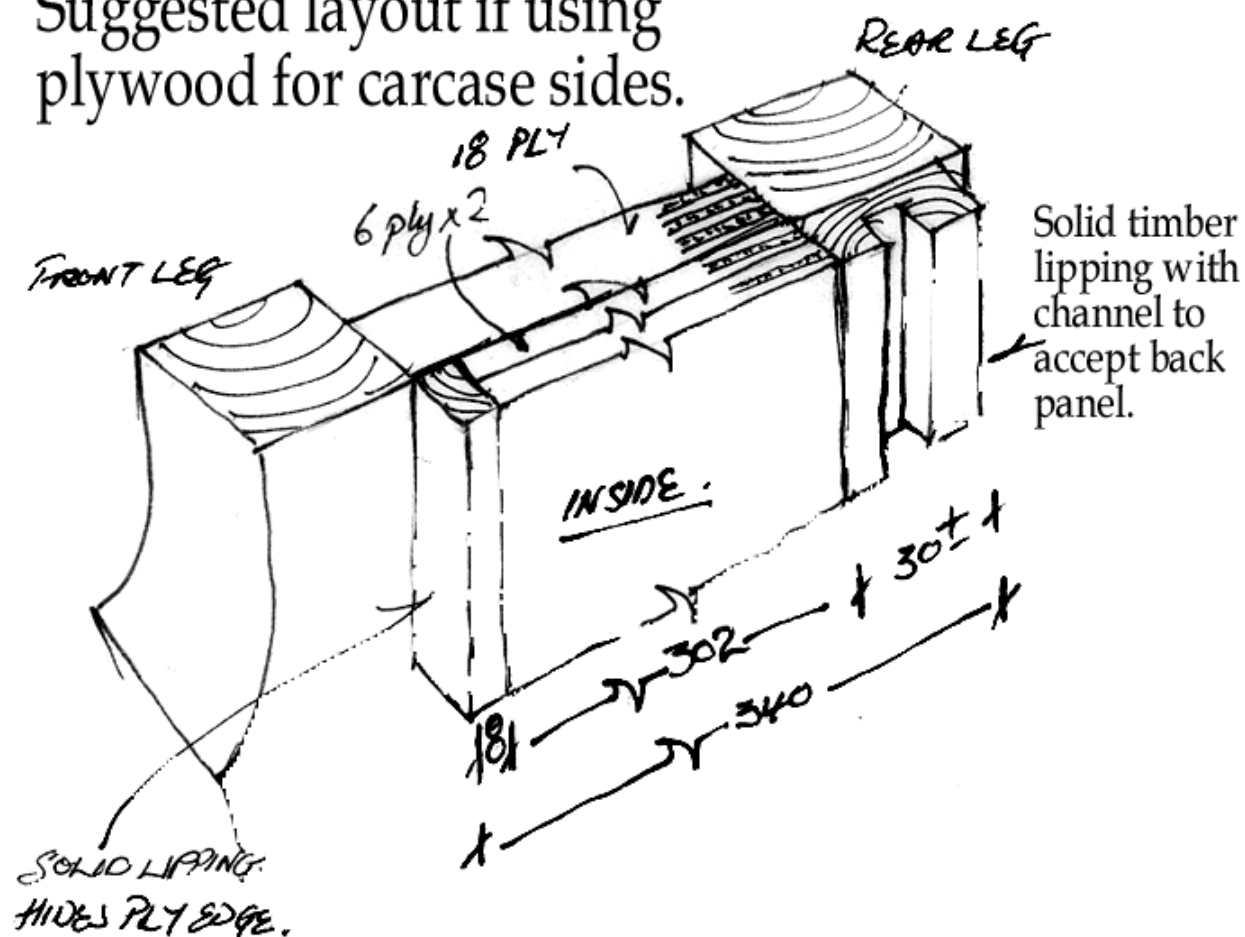 Suggested layout if using
plywood for carcase sides.
REAR LEG
18 PLY
6 ply x 2
FRONT LEG
Solid timber
lipping with
channel to
accept back
panel.
INSIDE.
30±
302
8
340
SOLID LIPPING.
HIDES PLY EDGE.